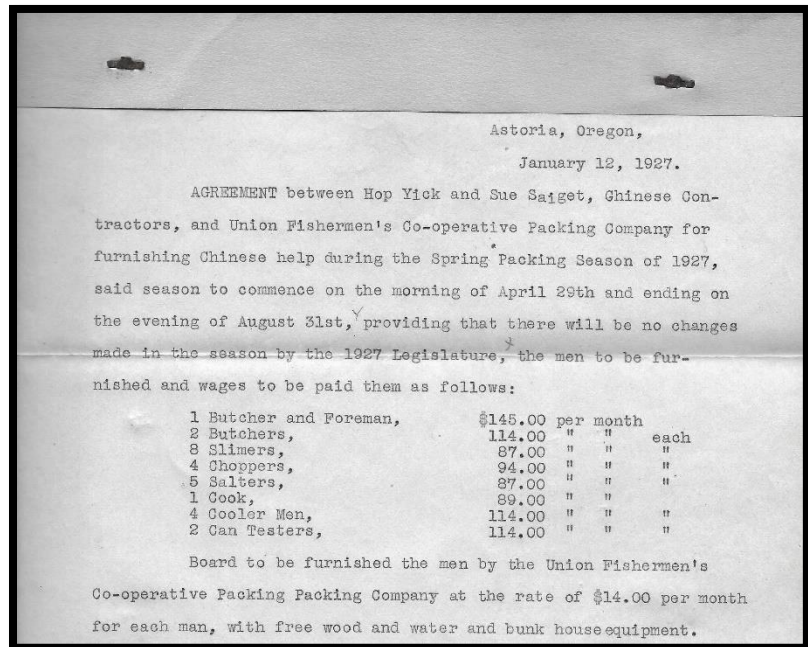 Astoria, Oregon,
January 12, 1927.
AGREEMENT between Hop Yick and Sue Saiget, Ghinese Con-
tractors, and Union Fishermen's Co-operative Packing Company for
furnishing Chinese help during the Spring Packing Season of 1927,
said season to commence on the morning of April 29th and ending on
the evening of August 31st, providing that there will be no changes
made in the season by the 1927 Legislature, the men to be fur-
nished and wages to be paid them as follows:
1 Butcher and Foreman, $145.00 per month
2 Butchers, 114.00 " " each
8 Slimers, 87.00 " " "
4 Choppers, 94.00 " " "
5 Salters, 87.00 " " "
1 Cook, 89.00 " "
4 Cooler Men, 114.00 " " "
2 Can Testers, 114.00 " " "
Board to be furnished the men by the Union Fishermen's
Co-operative Packing Packing Company at the rate of $14.00 per month
for each man, with free wood and water and bunk house equipment.